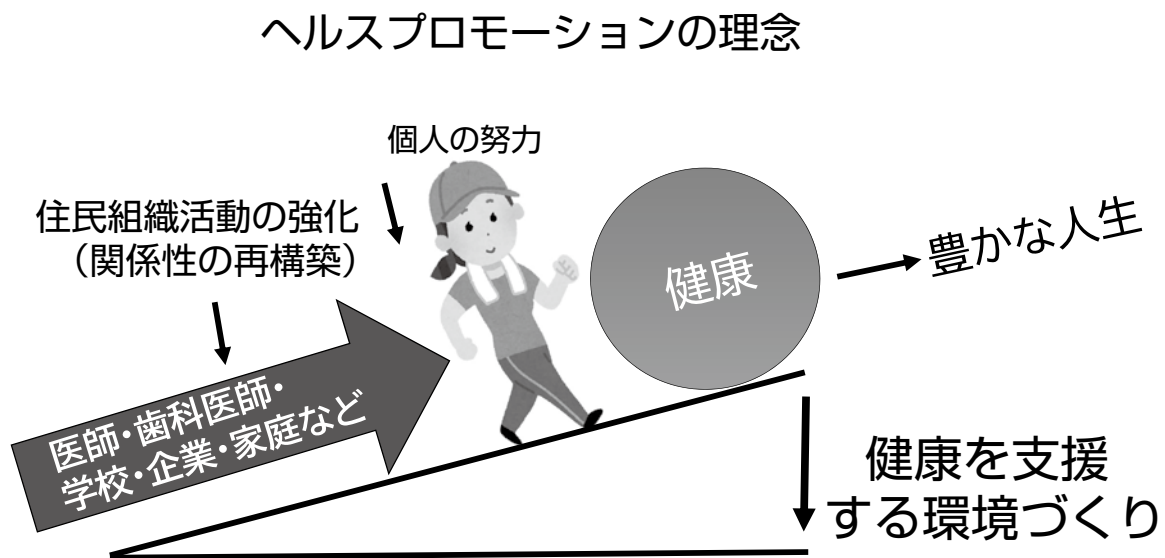 ヘルスプロモーションの理念
個人の努力
住民組織活動の強化
（関係性の再構築）
健康
豊かな人生
医師・歯科医師・
学校・企業・家庭など
健康を支援
する環境づくり